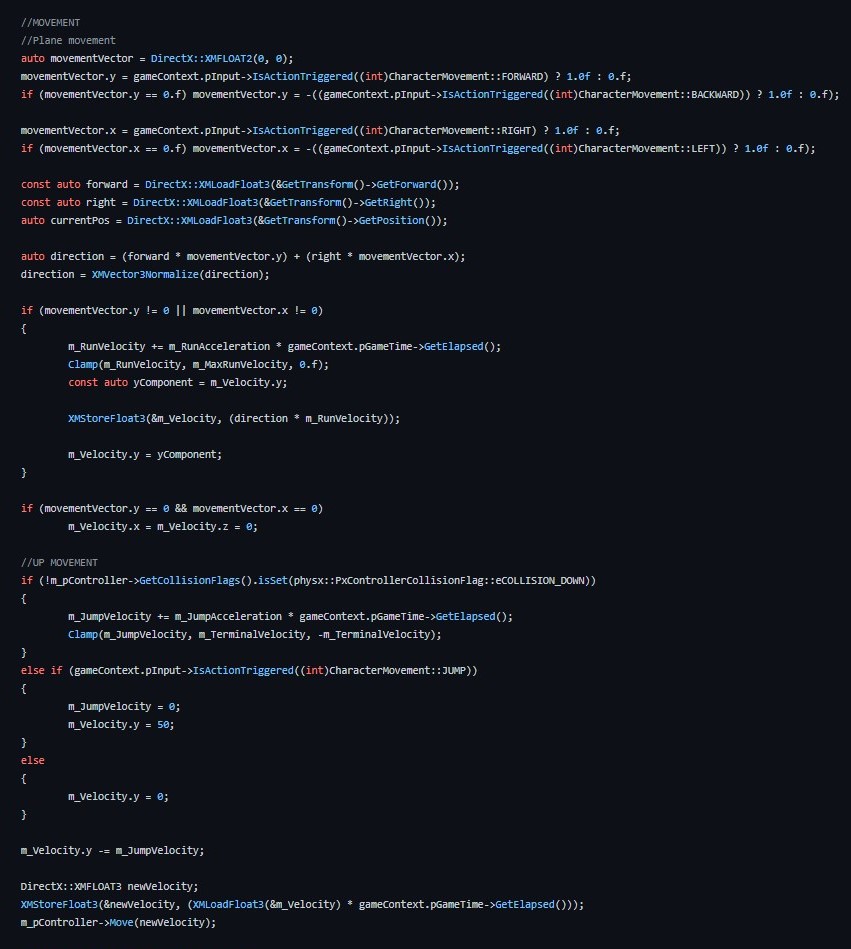 //MOVEMENT
//Plane movement
auto movementVector = DirectX::XMFLOAT2(0, 0);
movementVector.y = gameContext.pInput->IsActionTriggered((int)CharacterMovement::FORWARD) ? 1.0f : 0.f;
if (movementVector.y == 0.f) movementVector.y = -((gameContext.pInput->IsActionTriggered((int)CharacterMovement::BACKWARD)) ? 1.0f : 0.f);
movementVector.x = gameContext.pInput->IsActionTriggered((int)CharacterMovement::RIGHT) ? 1.0f : 0.f;
if (movementVector.x == 0.f) movementVector.x = -((gameContext.pInput->IsActionTriggered((int)CharacterMovement::LEFT)) ? 1.0f : 0.f);
const auto forward = DirectX::XMLoadFloat3(&GetTransform()->GetForward());
const auto right = DirectX::XMLoadFloat3(&GetTransform()->GetRight());
auto currentPos = DirectX::XMLoadFloat3(&GetTransform()->GetPosition());
auto direction = (forward * movementVector.y) + (right * movementVector.x);
direction = XMVector3Normalize(direction);
if (movementVector.y != 0 || movementVector.x != 0)
{
m_RunVelocity += m_RunAcceleration * gameContext.pGameTime->GetElapsed();
Clamp(m_RunVelocity, m_MaxRunVelocity, 0.f);
const auto yComponent = m_Velocity.y;
XMStoreFloat3(&m_Velocity, (direction * m_RunVelocity));
m_Velocity.y = yComponent;
}
if (movementVector.y == 0 && movementVector.x == 0)
m_Velocity.x = m_Velocity.z = 0;
//UP MOVEMENT
if (!m_pController->GetCollisionFlags().isSet(physx::PxControllerCollisionFlag::eCOLLISION_DOWN))
{
m_JumpVelocity += m_JumpAcceleration * gameContext.pGameTime->GetElapsed();
Clamp(m_JumpVelocity, m_TerminalVelocity, -m_TerminalVelocity);
}
else if (gameContext.pInput->IsActionTriggered((int)CharacterMovement::JUMP))
{
m_JumpVelocity = 0;
m_Velocity.y = 50;
}
else
{
m_Velocity.y = 0;
}
m_Velocity.y -= m_JumpVelocity;
DirectX::XMFLOAT3 newVelocity;
XMStoreFloat3(&newVelocity, (XMLoadFloat3(&m_Velocity) * gameContext.pGameTime->GetElapsed()));
m_pController->Move(newVelocity);